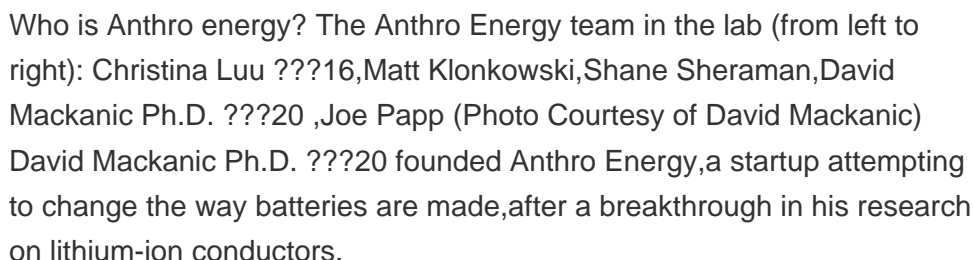 Who is Anthro energy? The Anthro Energy team in the lab (from left to
right): Christina Luu ???16,Matt Klonkowski,Shane Sheraman,David
Mackanic Ph.D. ???20 ,Joe Papp (Photo Courtesy of David Mackanic)
David Mackanic Ph.D. ???20 founded Anthro Energy,a startup attempting
to change the way batteries are made,after a breakthrough in his research
on lithium-ion conductors.